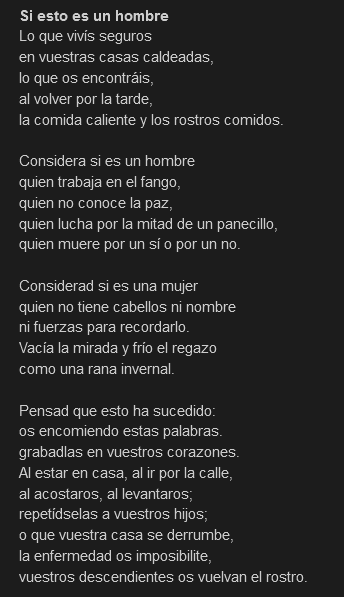 Si esto es un hombre
Lo que vivís seguros
en vuestras casas caldeadas,
lo que os encontráis,
al volver por la tarde,
la comida caliente y los rostros comidos.
Considera si es un hombre
quien trabaja en el fango,
quien no conoce la paz,
quien lucha por la mitad de un panecillo,
quien muere por un sí o por un no.
Considerad si es una mujer
quien no tiene cabellos ni nombre
ni fuerzas para recordarlo.
Vacía la mirada y frío el regazo
como una rana invernal.
Pensad que esto ha sucedido:
os encomiendo estas palabras.
grabadlas en vuestros corazones.
Al estar en casa, al ir por la calle,
al acostaros, al levantaros;
repetídselas a vuestros hijos;
o que vuestra casa se derrumbe,
la enfermedad os imposibilite,
vuestros descendientes os vuelvan el rostro.